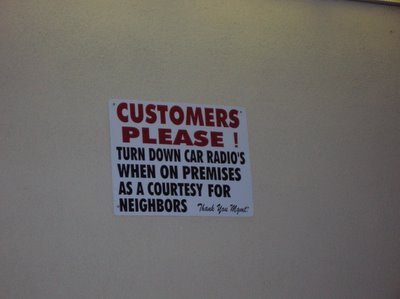 CUSTOMERS
PLEASE !
TURN DOWN CAR RADIO'S
WHEN ON PREMISES
AS A COURTESY FOR
NEIGHBORS Thank You Mgmt!